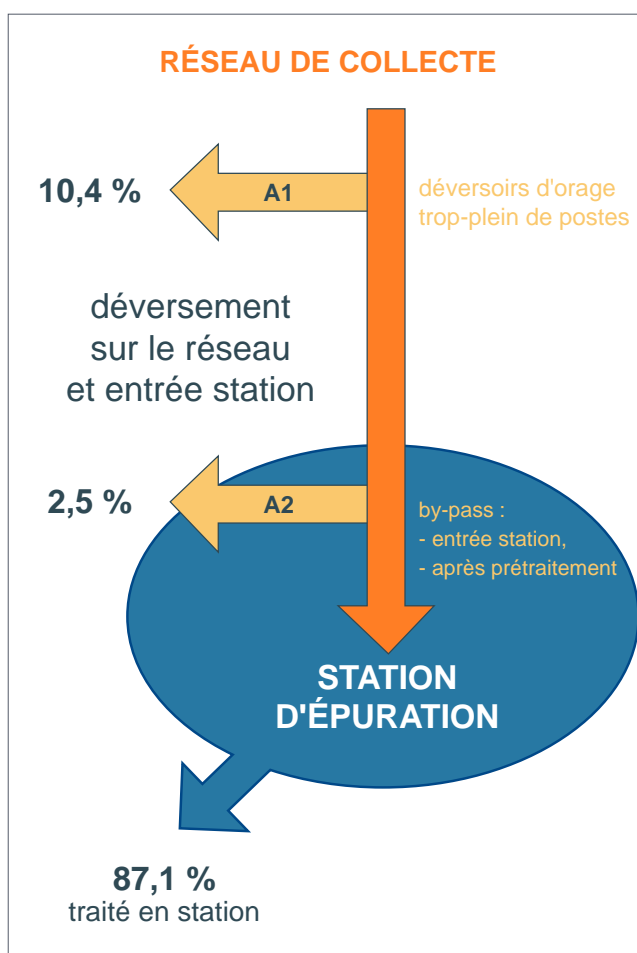 RÉSEAU DE COLLECTE
10,4 %
A1
déversoirs d'orage
trop-plein de postes
déversement
sur le réseau
et entrée station
2,5 %
A2
by-pass :
- entrée station,
- après prétraitement
STATION
D'ÉPURATION
87,1 %
traité en station